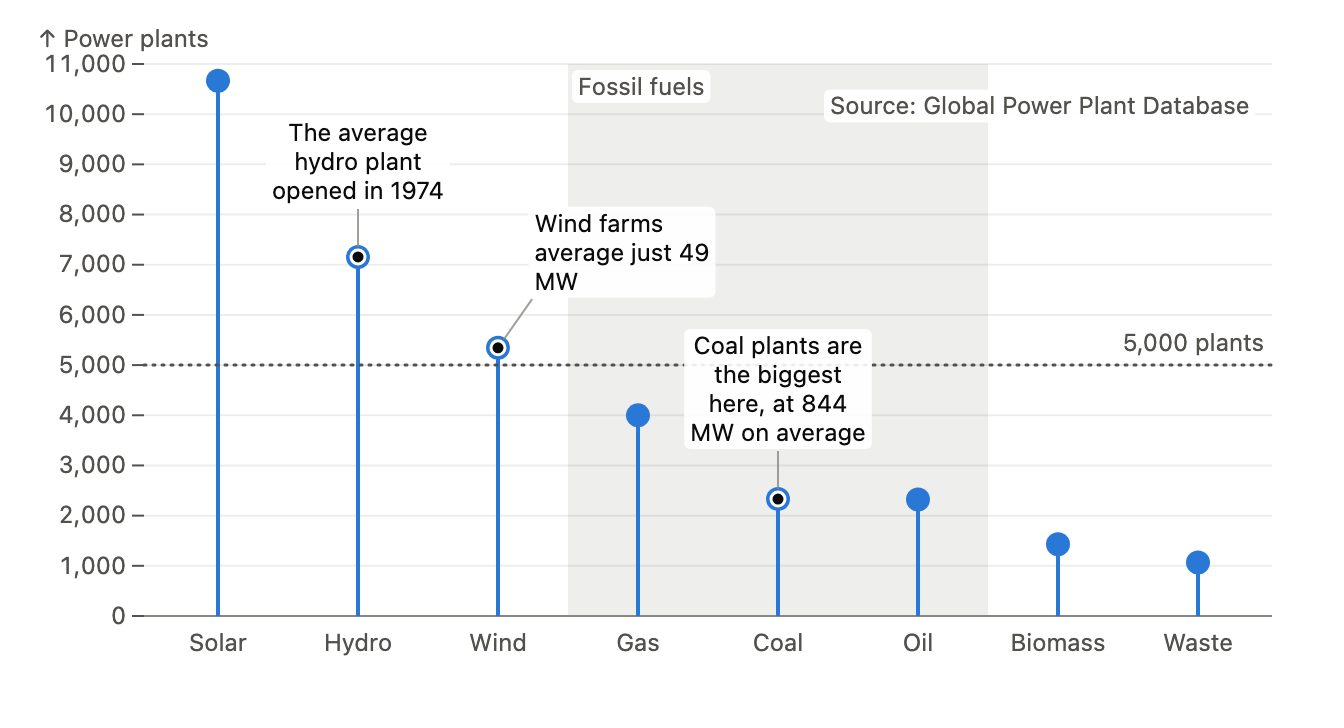 ↑ Power plants
11,000
10,000
9,000
8,000
7,000
6,000
5,000
4,000
3,000
2,000
1,000
0
Fossil fuels
Source: Global Power Plant Database
The average
hydro plant
opened in 1974
Wind farms
average just 49
MW
5,000 plants
Coal plants are
the biggest
here, at 844
MW on average
Solar
Hydro
Wind
Gas
Coal
Oil
Biomass
Waste